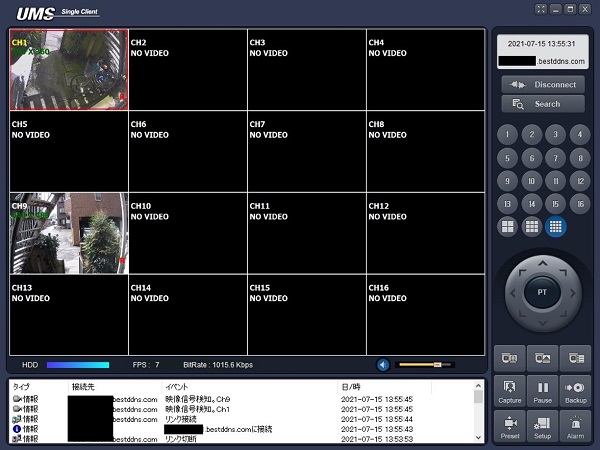 UMS Single Client
2021-07-15 13:55:31
.bestddns.com
Disconnect
Search
CH1
CH2
NO VIDEO
CH3
NO VIDEO
CH4
NO VIDEO
CH5
NO VIDEO
CH6
NO VIDEO
CH7
NO VIDEO
CH8
NO VIDEO
CH9
CH10
NO VIDEO
CH11
NO VIDEO
CH12
NO VIDEO
CH13
NO VIDEO
CH14
NO VIDEO
CH15
NO VIDEO
CH16
NO VIDEO
1 2 3 4
5 6 7 8
9 10 11 12
13 14 15 16
PT
HDD FPS : 7 BitRate : 1015.6 Kbps
Capture Pause Backup
Preset Setup Alarm
タイプ 接続先 イベント 日/時
情報 bestddns.com 映像信号検知。Ch9 2021-07-15 13:55:45
情報 bestddns.com 映像信号検知。Ch1 2021-07-15 13:55:45
情報 bestddns.com リンク接続 2021-07-15 13:55:44
情報 .bestddns.comに接続 2021-07-15 13:55:44
情報 bestddns.com リンク切断 2021-07-15 13:53:53